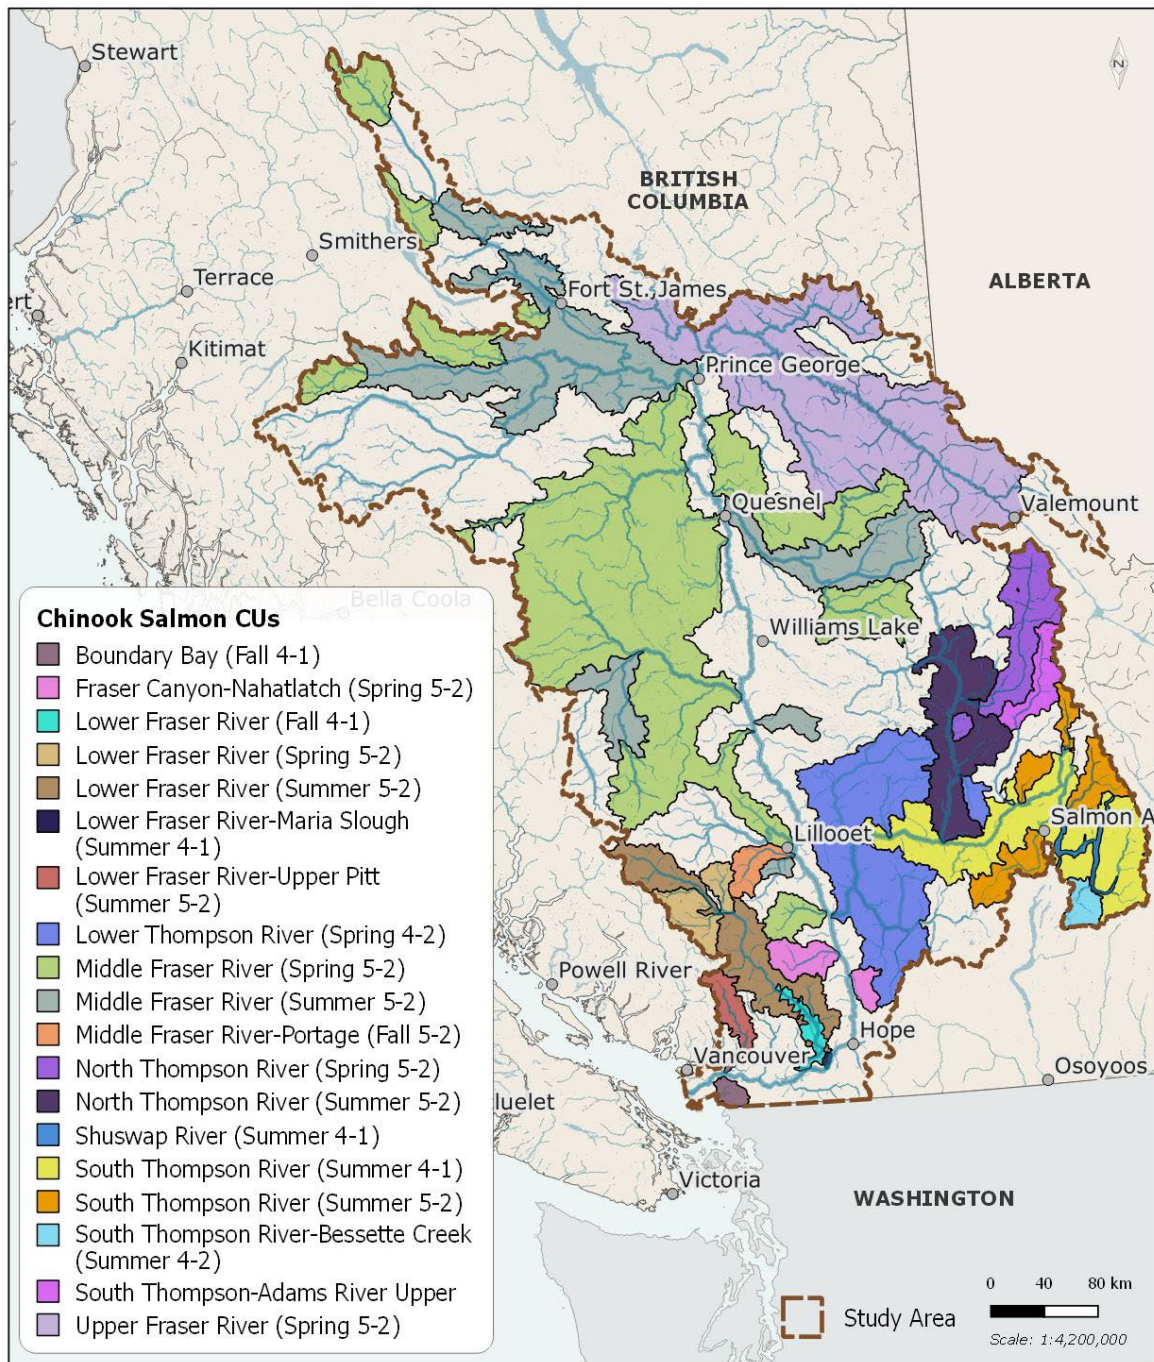 Stewart
N
BRITISH
COLUMBIA
Smithers
ALBERTA
Terrace
Fort St. James
ert
Kitimat
Prince George
Quesnel
Valemount
Bella Coola
Williams Lake
Chinook Salmon CUs
Boundary Bay (Fall 4-1)
Fraser Canyon-Nahatlatch (Spring 5-2)
Lower Fraser River (Fall 4-1)
Lower Fraser River (Spring 5-2)
Lower Fraser River (Summer 5-2)
Lower Fraser River-Maria Slough
(Summer 4-1)
Lower Fraser River-Upper Pitt
(Summer 5-2)
Lower Thompson River (Spring 4-2)
Middle Fraser River (Spring 5-2)
Middle Fraser River (Summer 5-2)
Middle Fraser River-Portage (Fall 5-2)
North Thompson River (Spring 5-2)
North Thompson River (Summer 5-2)
Shuswap River (Summer 4-1)
South Thompson River (Summer 4-1)
South Thompson River (Summer 5-2)
South Thompson River-Bessette Creek
(Summer 4-2)
South Thompson-Adams River Upper
Upper Fraser River (Spring 5-2)
Lillooet
Salmon A
Powell River
Hope
Vancouver
Osoyoos
luelet
Victoria
WASHINGTON
Study Area
0 40 80 km
Scale: 1:4,200,000